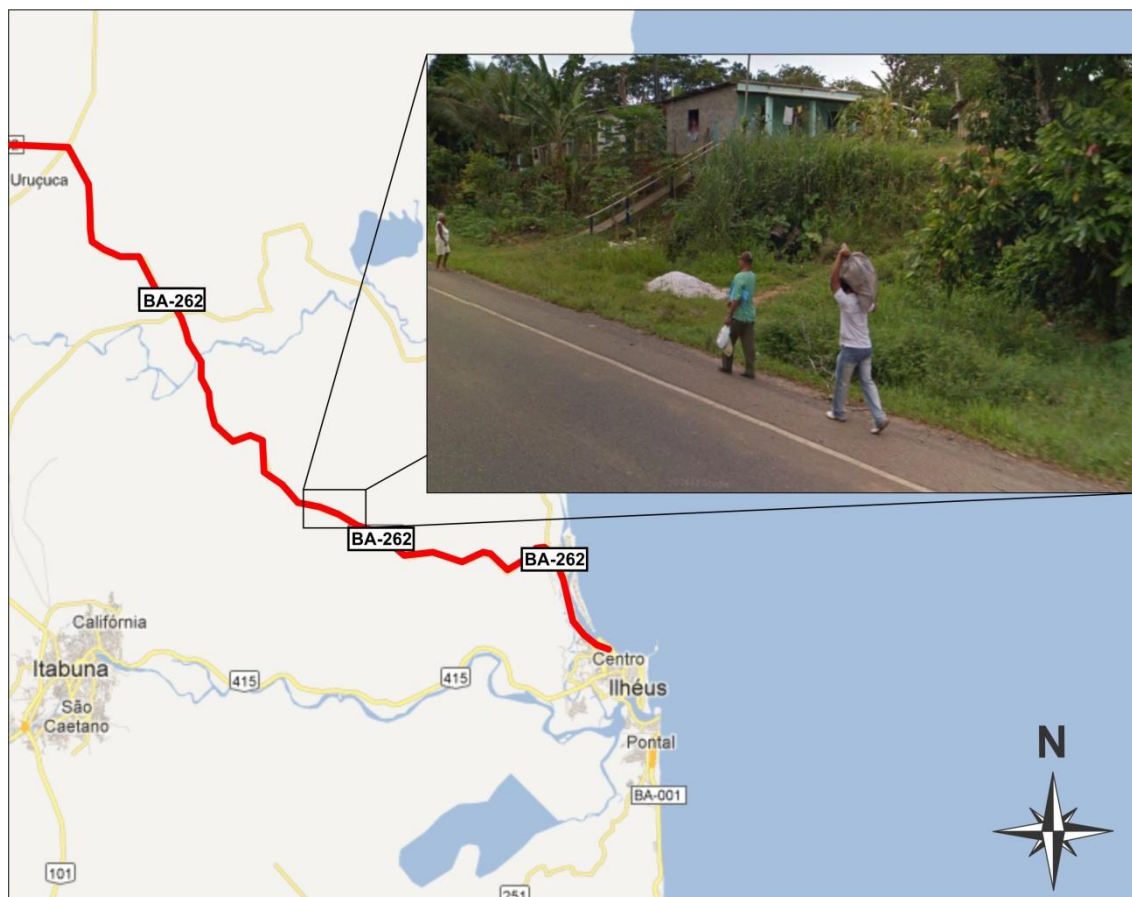 Uruçuca
BA-262
BA-262
BA-262
Califórnia
Itabuna
São
Caetano
415
415
Centro
Ilhéus
Pontal
BA-001
101
251
N